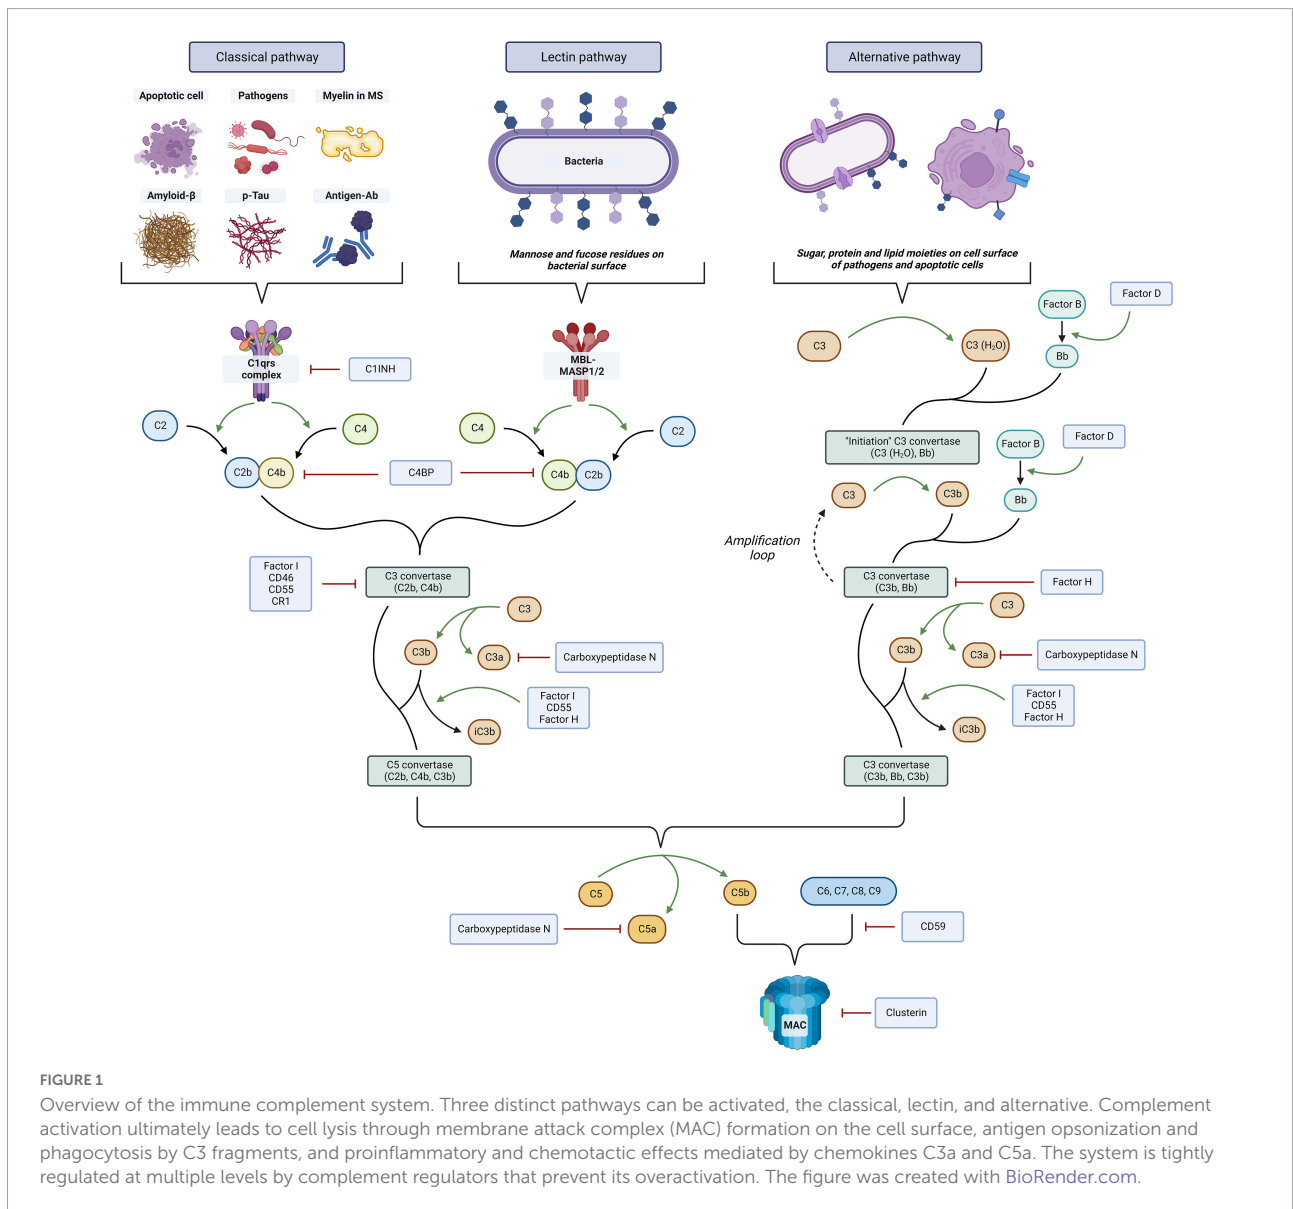 Classical pathway
Lectin pathway
Alternative pathway
Apoptotic cell
Pathogens
Myelin in MS
Amyloid-β
p-Tau
Antigen-Ab
Bacteria
Mannose and fucose residues on
bacterial surface
Sugar, protein and lipid moieties on cell surface
of pathogens and apoptotic cells
C1qrs
complex
C1INH
MBL-
MASP1/2
C3
C3 (H₂O)
Factor B
Factor D
Bb
C2
C4
C4
C2
C2b
C4b
C4BP
C4b
C2b
"Initiation" C3 convertase
(C3 (H₂O), Bb)
Factor B
Factor D
C3
C3b
Bb
Amplification
loop
Factor I
CD46
CD55
CR1
C3 convertase
(C2b, C4b)
C3 convertase
(C3b, Bb)
Factor H
C3
C3b
C3a
Carboxypeptidase N
Factor I
CD55
Factor H
iC3b
C3
C3b
C3a
Carboxypeptidase N
Factor I
CD55
Factor H
iC3b
C5 convertase
(C2b, C4b, C3b)
C3 convertase
(C3b, Bb, C3b)
C5
C5b
C6, C7, C8, C9
Carboxypeptidase N
C5a
CD59
MAC
Clusterin
FIGURE 1
Overview of the immune complement system. Three distinct pathways can be activated, the classical, lectin, and alternative. Complement
activation ultimately leads to cell lysis through membrane attack complex (MAC) formation on the cell surface, antigen opsonization and
phagocytosis by C3 fragments, and proinflammatory and chemotactic effects mediated by chemokines C3a and C5a. The system is tightly
regulated at multiple levels by complement regulators that prevent its overactivation. The figure was created with BioRender.com.